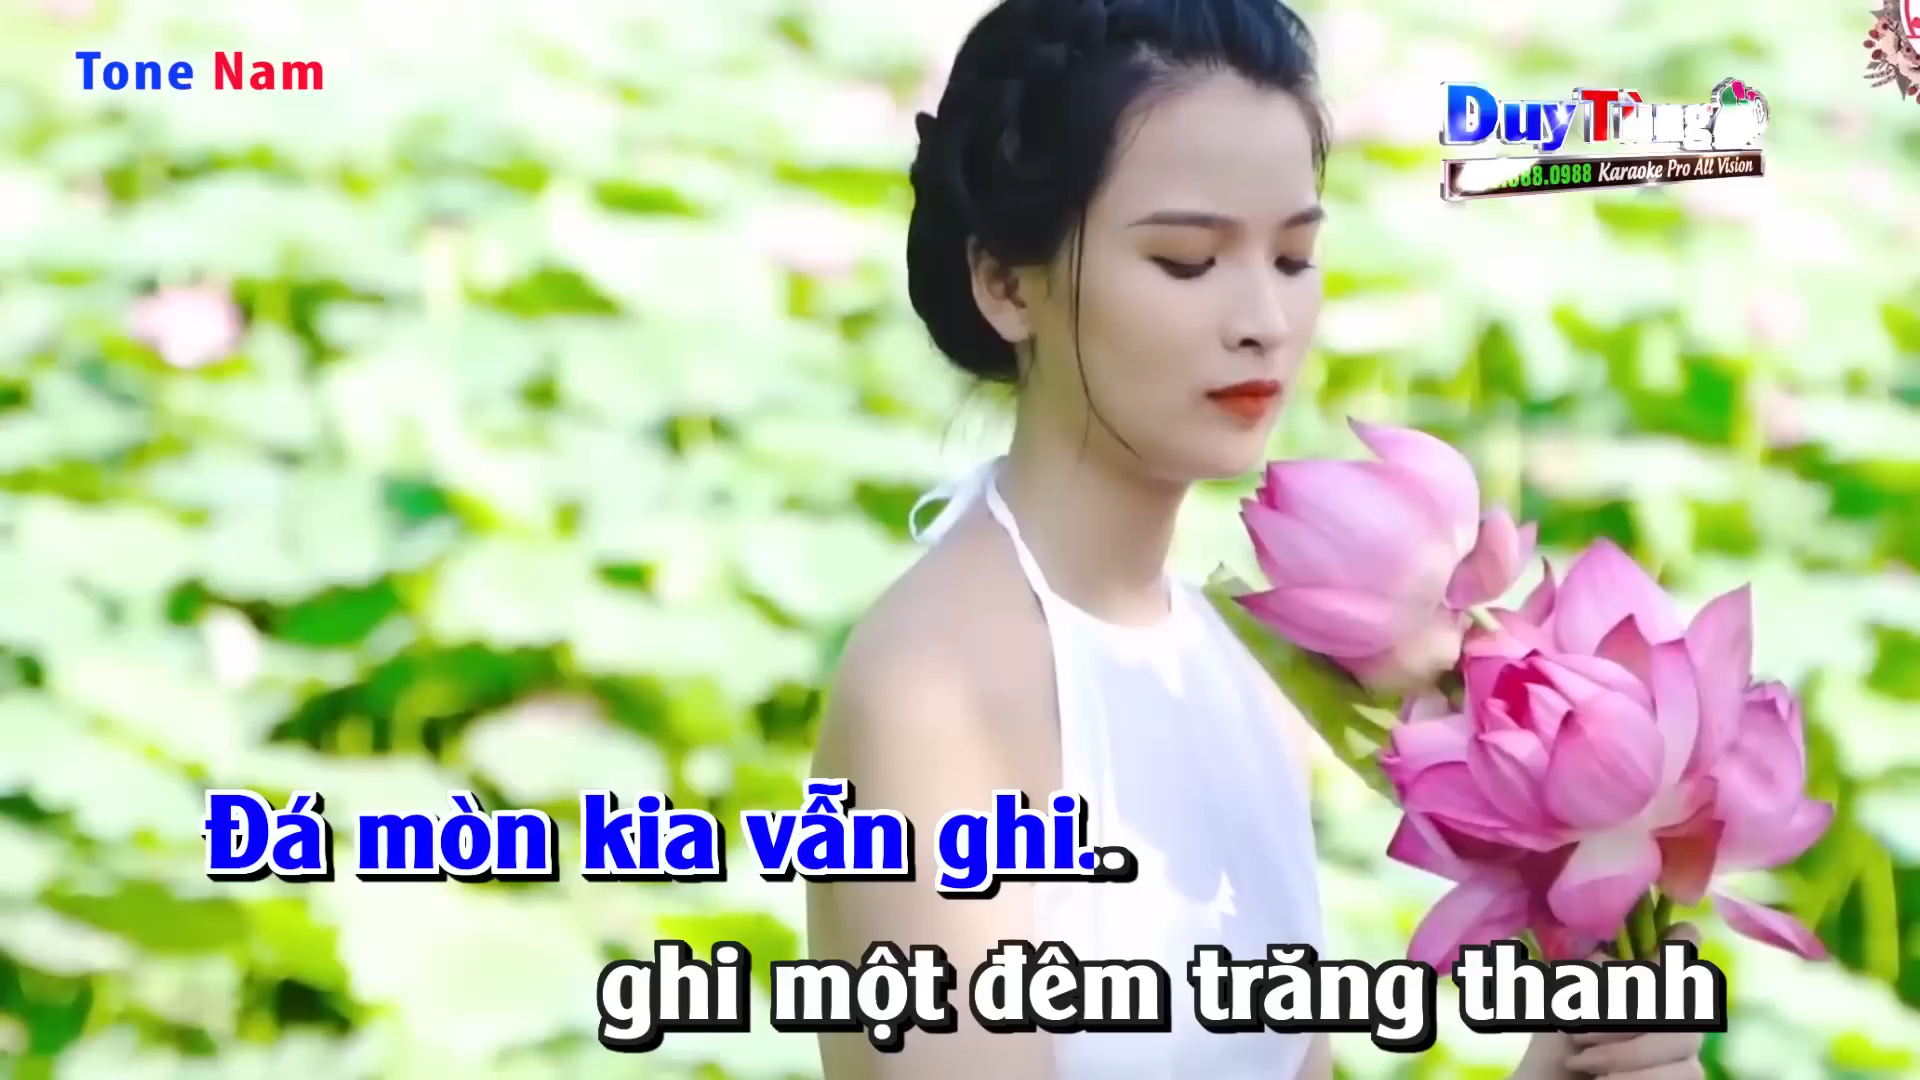 Tone Nam
Duy Tùng
88.0988 Karaoke Pro All Vision
Đá mòn kia vẫn ghi..
ghi một đêm trăng thanh